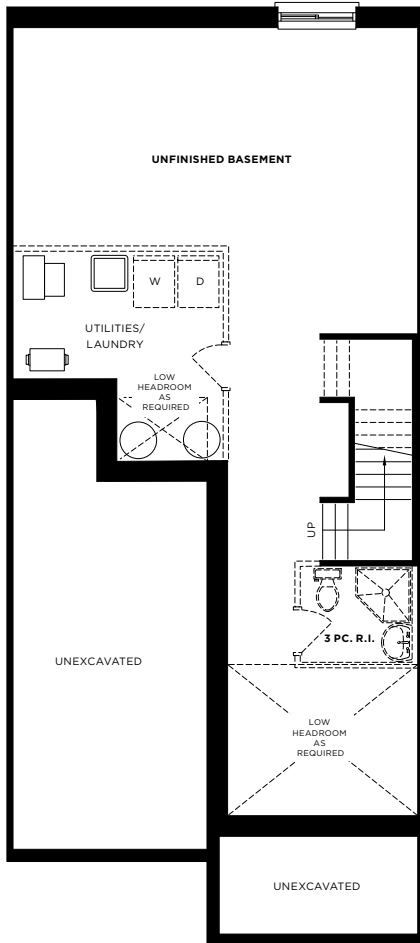 UNFINISHED BASEMENT
W
D
UTILITIES/
LAUNDRY
LOW
HEADROOM
AS
REQUIRED
UP
3 PC. R.I.
UNEXCAVATED
LOW
HEADROOM
AS
REQUIRED
UNEXCAVATED